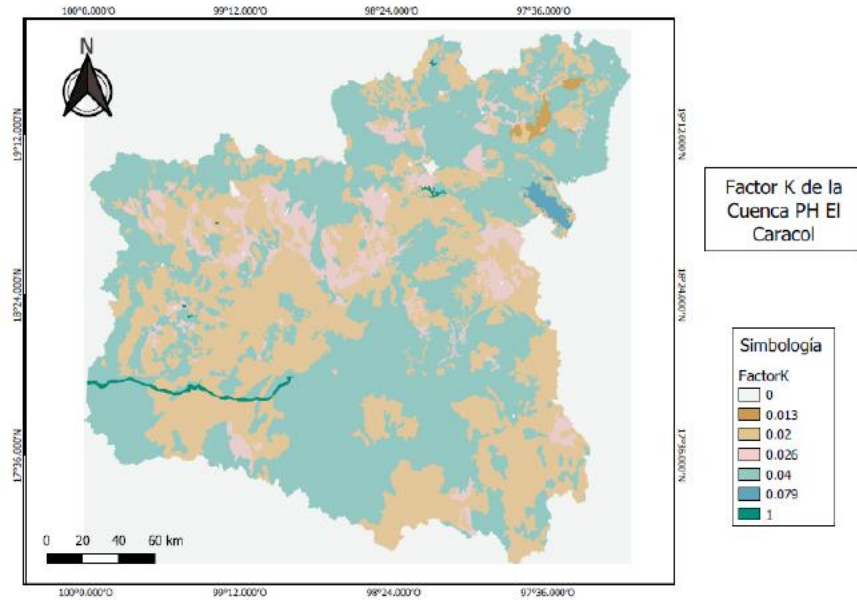 100°0.000'O 99°12.000'O 98°24.000'O 97°36.000'O
N
19°12.000'N
19°12.000'N
Factor K de la
Cuenca PH El
Caracol
18°24.000'N
18°24.000'N
Simbología
FactorK
0
0.013
0.02
0.026
0.04
0.079
1
17°36.000'N
17°36.000'N
0 20 40 60 km
100°0.000'O 99°12.000'O 98°24.000'O 97°36.000'O